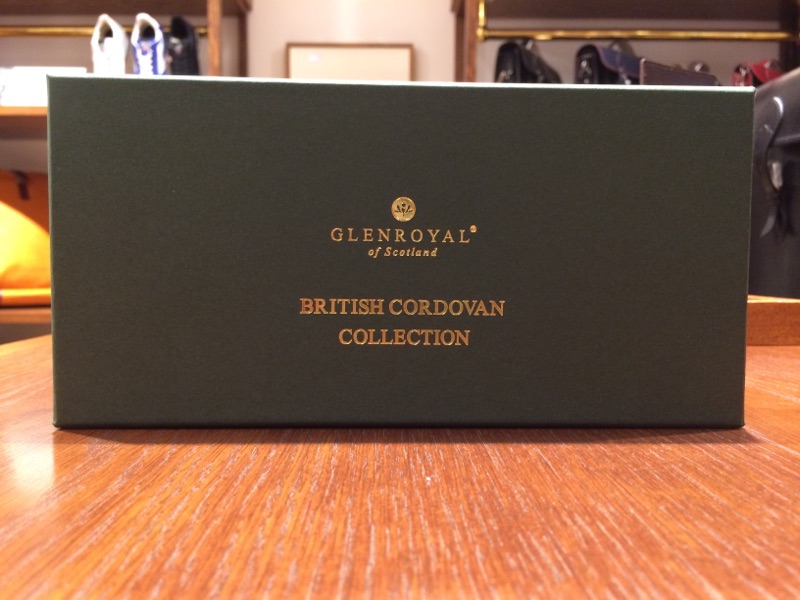 GLENROYAL®
of Scotland
BRITISH CORDOVAN
COLLECTION